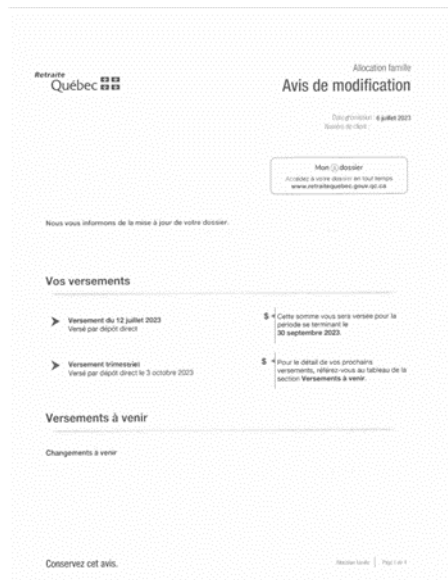 Retraite
Québec
Allocation famille
Avis de modification
Date d'émission : 6 juillet 2023
Numéro de client :
Mon dossier
Accédez à votre dossier en tout temps
www.retraitequebec.gouv.qc.ca
Nous vous informons de la mise à jour de votre dossier.
Vos versements
Versement du 12 juillet 2023
Versé par dépôt direct
$
Cette somme vous sera versée pour la
période se terminant le
30 septembre 2023.
Versement trimestriel
Versé par dépôt direct le 3 octobre 2023
$
Pour le détail de vos prochains
versements, référez-vous au tableau de la
section Versements à venir.
Versements à venir
Changements à venir
Conservez cet avis.
Allocation famille | Page 1 de 4